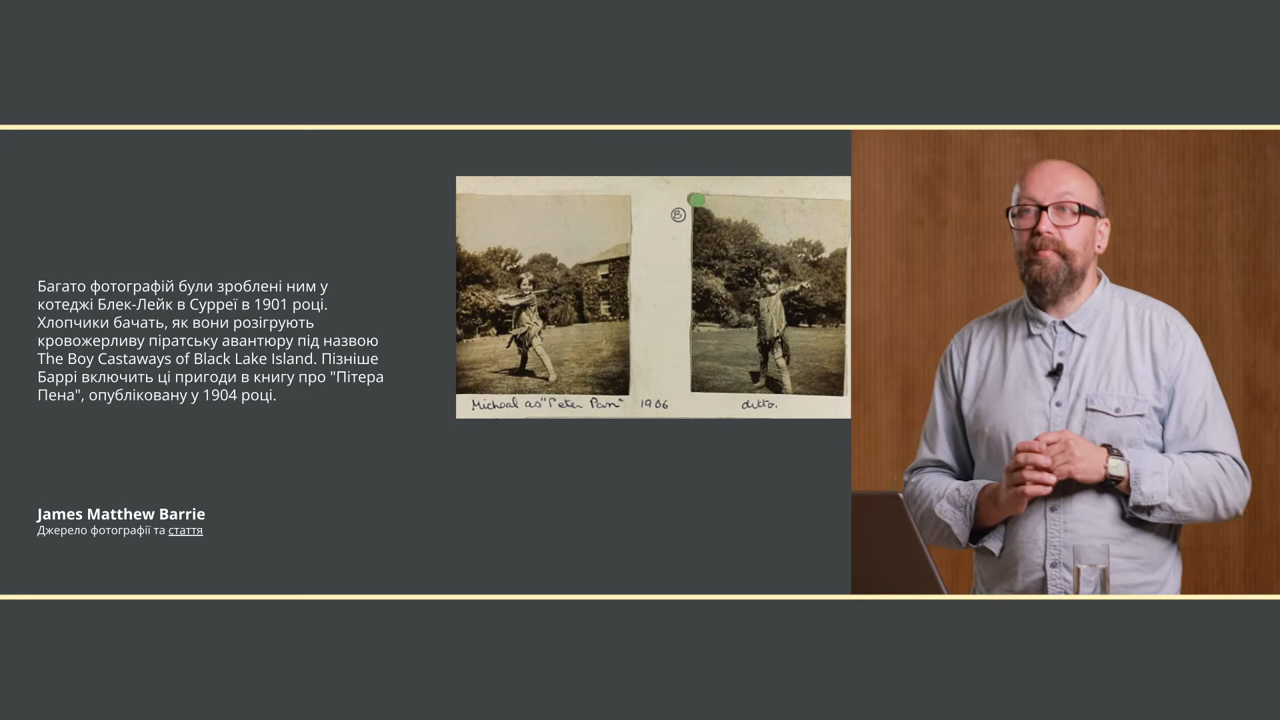 Багато фотографій були зроблені ним у
котеджі Блек-Лейк в Сурреї в 1901 році.
Хлопчики бачать, як вони розігрують
кровожерливу піратську авантюру під назвою
The Boy Castaways of Black Lake Island. Пізніше
Баррі включить ці пригоди в книгу про "Пітера
Пена", опубліковану у 1904 році.
James Matthew Barrie
Джерело фотографії та стаття
B
Michael as "Peter Pan" 1906
ditto.